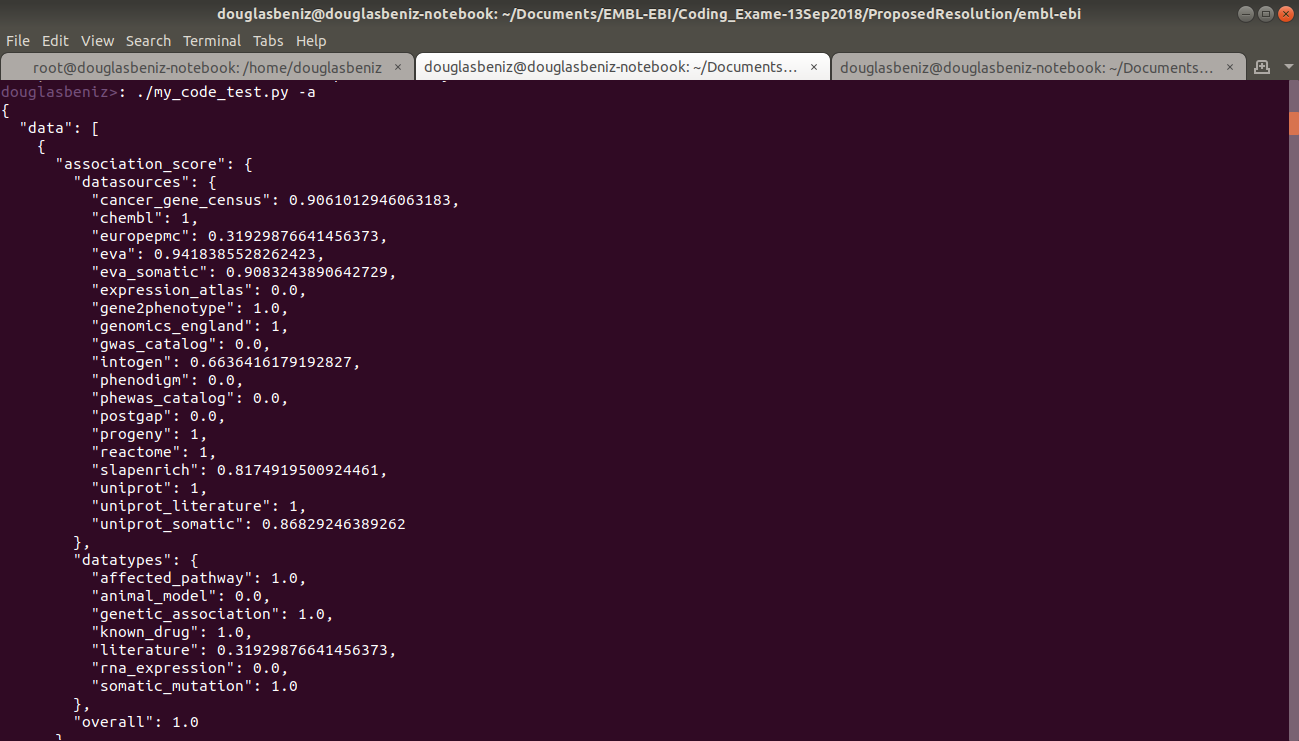 douglasbeniz@douglasbeniz-notebook: ~/Documents/EMBL-EBI/Coding_Exame-13Sep2018/ProposedResolution/embl-ebi
File Edit View Search Terminal Tabs Help
root@douglasbeniz-notebook: /home/douglasbeniz × douglasbeniz@douglasbeniz-notebook: ~/Documents... × douglasbeniz@douglasbeniz-notebook: ~/Documents... ×
douglasbeniz>: ./my_code_test.py -a
{
  "data": [
    {
      "association_score": {
        "datasources": {
          "cancer_gene_census": 0.9061012946063183,
          "chembl": 1,
          "europepmc": 0.31929876641456373,
          "eva": 0.9418385528262423,
          "eva_somatic": 0.9083243890642729,
          "expression_atlas": 0.0,
          "gene2phenotype": 1.0,
          "genomics_england": 1,
          "gwas_catalog": 0.0,
          "intogen": 0.6636416179192827,
          "phenodigm": 0.0,
          "phewas_catalog": 0.0,
          "postgap": 0.0,
          "progeny": 1,
          "reactome": 1,
          "slapenrich": 0.8174919500924461,
          "uniprot": 1,
          "uniprot_literature": 1,
          "uniprot_somatic": 0.86829246389262
        },
        "datatypes": {
          "affected_pathway": 1.0,
          "animal_model": 0.0,
          "genetic_association": 1.0,
          "known_drug": 1.0,
          "literature": 0.31929876641456373,
          "rna_expression": 0.0,
          "somatic_mutation": 1.0
        },
        "overall": 1.0
      }